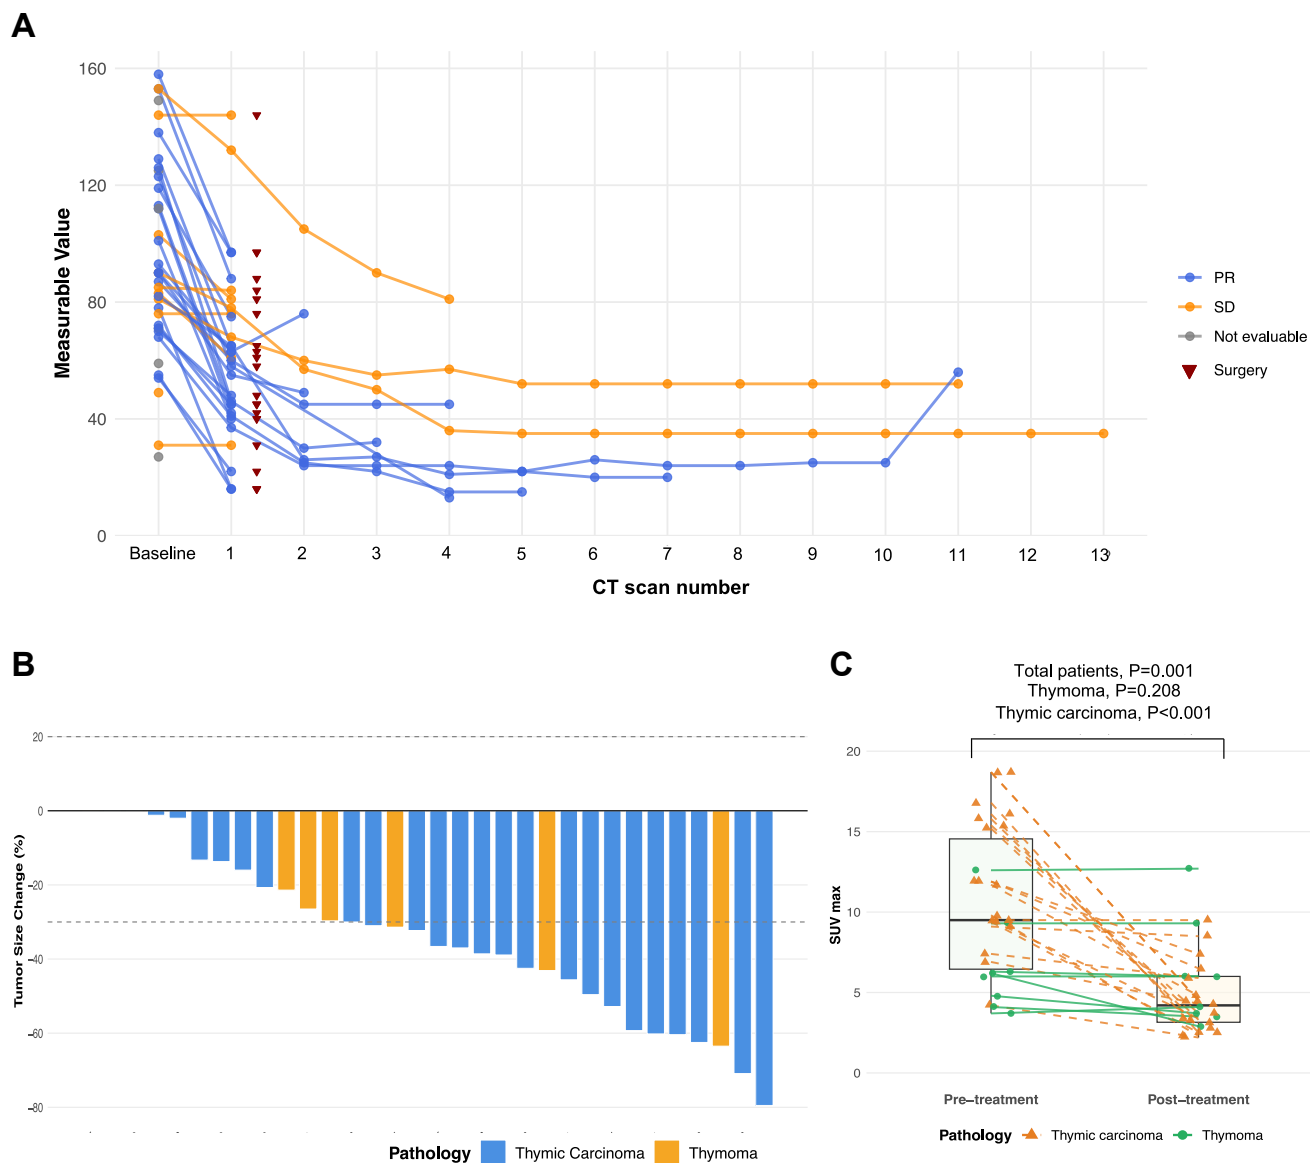 A
160
120
80
40
0
Measurable Value
Baseline 1 2 3 4 5 6 7 8 9 10 11 12 13
CT scan number
PR
SD
Not evaluable
Surgery
B
20
0
−20
−40
−60
−80
Tumor Size Change (%)
Pathology Thymic Carcinoma Thymoma
C
Total patients, P=0.001
Thymoma, P=0.208
Thymic carcinoma, P<0.001
20
15
10
5
0
SUV max
Pre−treatment Post−treatment
Pathology Thymic carcinoma Thymoma